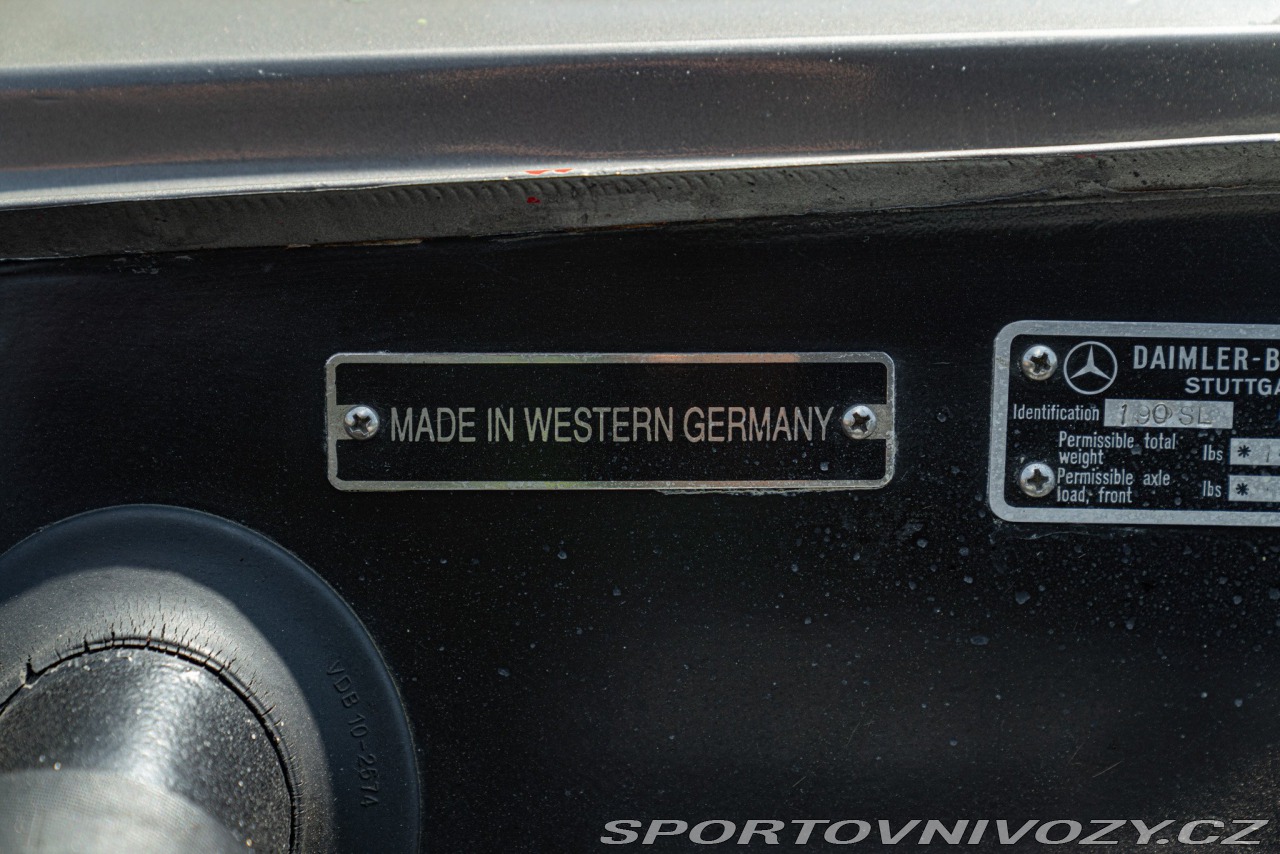 MADE IN WESTERN GERMANY
DAIMLER-B
STUTTGA
Identification 190 SL
Permissible total
weight lbs *
Permissible axle
load, front lbs *
VDB 10-2674
SPORTOVNIVOZY.CZ